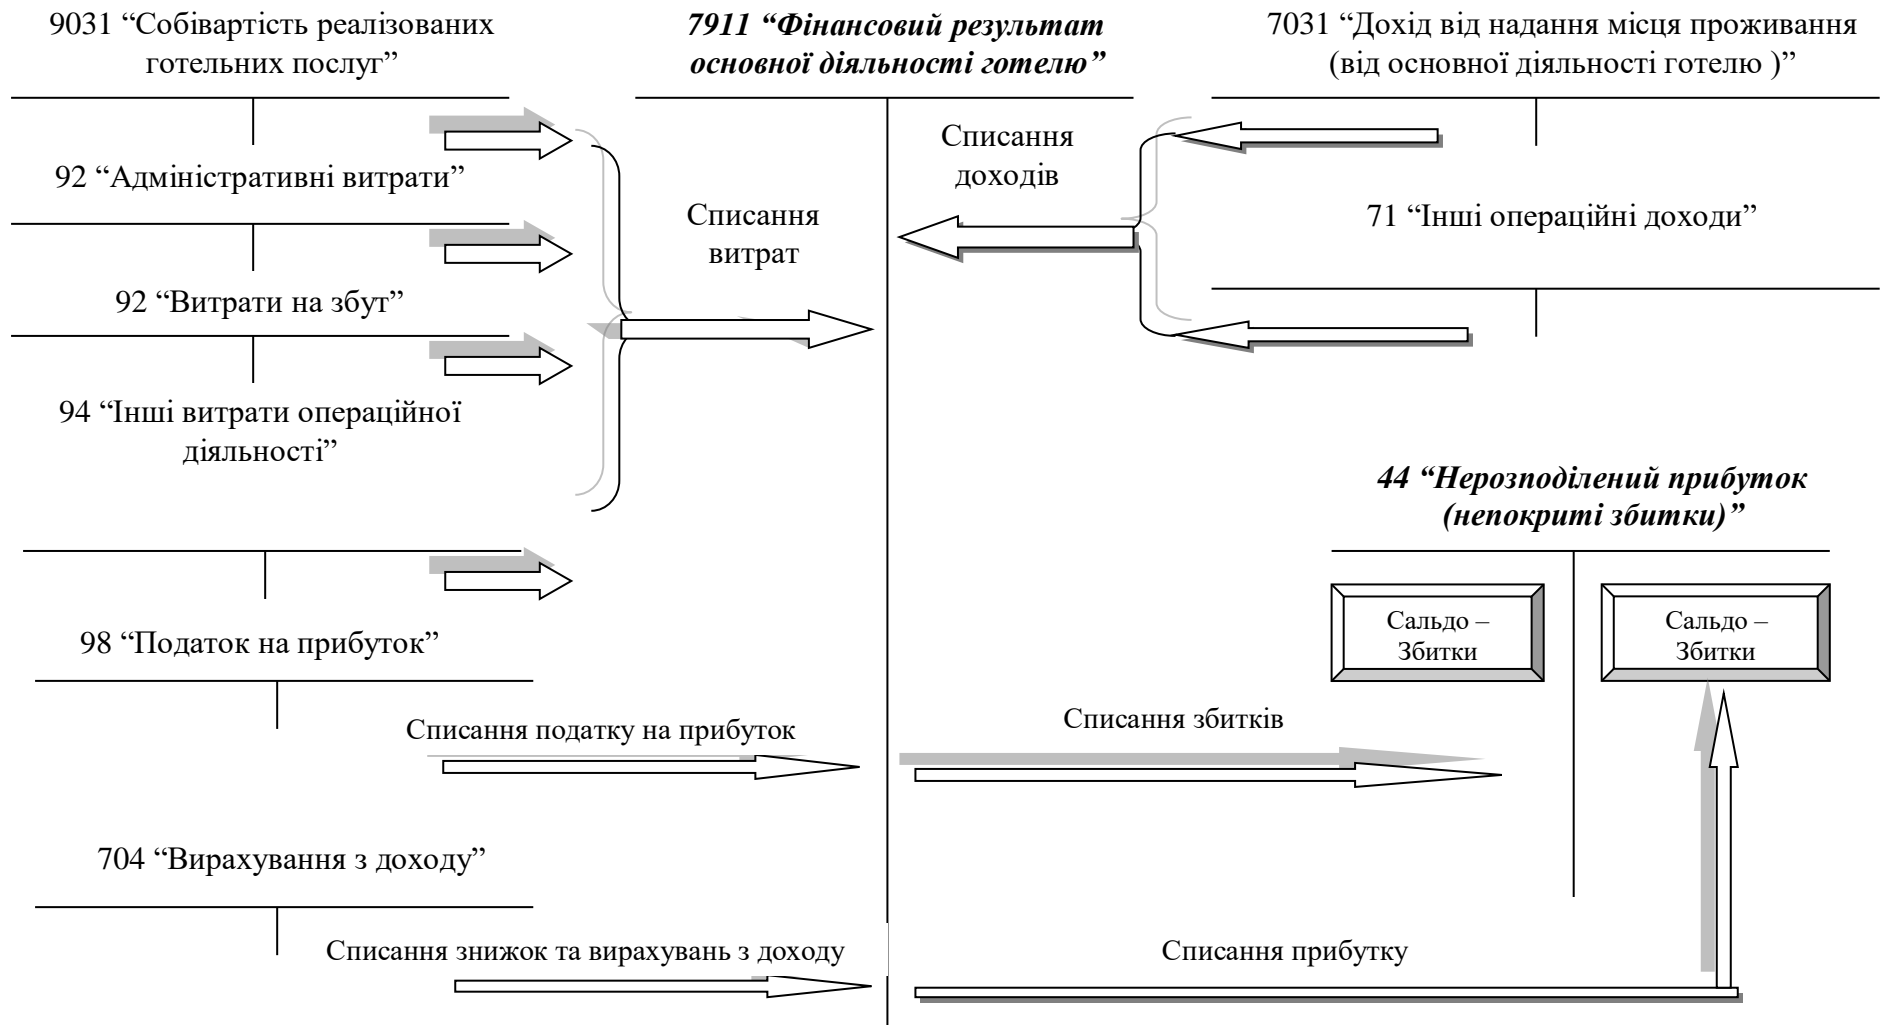 9031 “Собівартість реалізованих
готельних послуг”
7911 “Фінансовий результат
основної діяльності готелю”
7031 “Дохід від надання місця проживання
(від основної діяльності готелю )”
Списання
доходів
92 “Адміністративні витрати”
Списання
витрат
71 “Інші операційні доходи”
92 “Витрати на збут”
94 “Інші витрати операційної
діяльності”
44 “Нерозподілений прибуток
(непокриті збитки)”
Сальдо –
Збитки
Сальдо –
Збитки
98 “Податок на прибуток”
Списання податку на прибуток
Списання збитків
704 “Вирахування з доходу”
Списання знижок та вирахувань з доходу
Списання прибутку